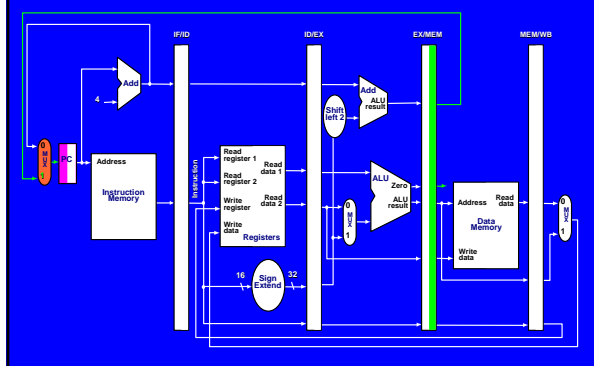 IF/ID
ID/EX
EX/MEM
MEM/WB
Add
4
0
MUX
1
PC
Address
Instruction
Memory
Instruction
Read
register 1
Read
register 2
Write
register
Write
data
Read
data 1
Read
data 2
Registers
16
Sign
Extend
32
Shift
left 2
Add
ALU
result
0
MUX
1
ALU
Zero
ALU
result
Address
Read
data
Data
Memory
Write
data
0
MUX
1